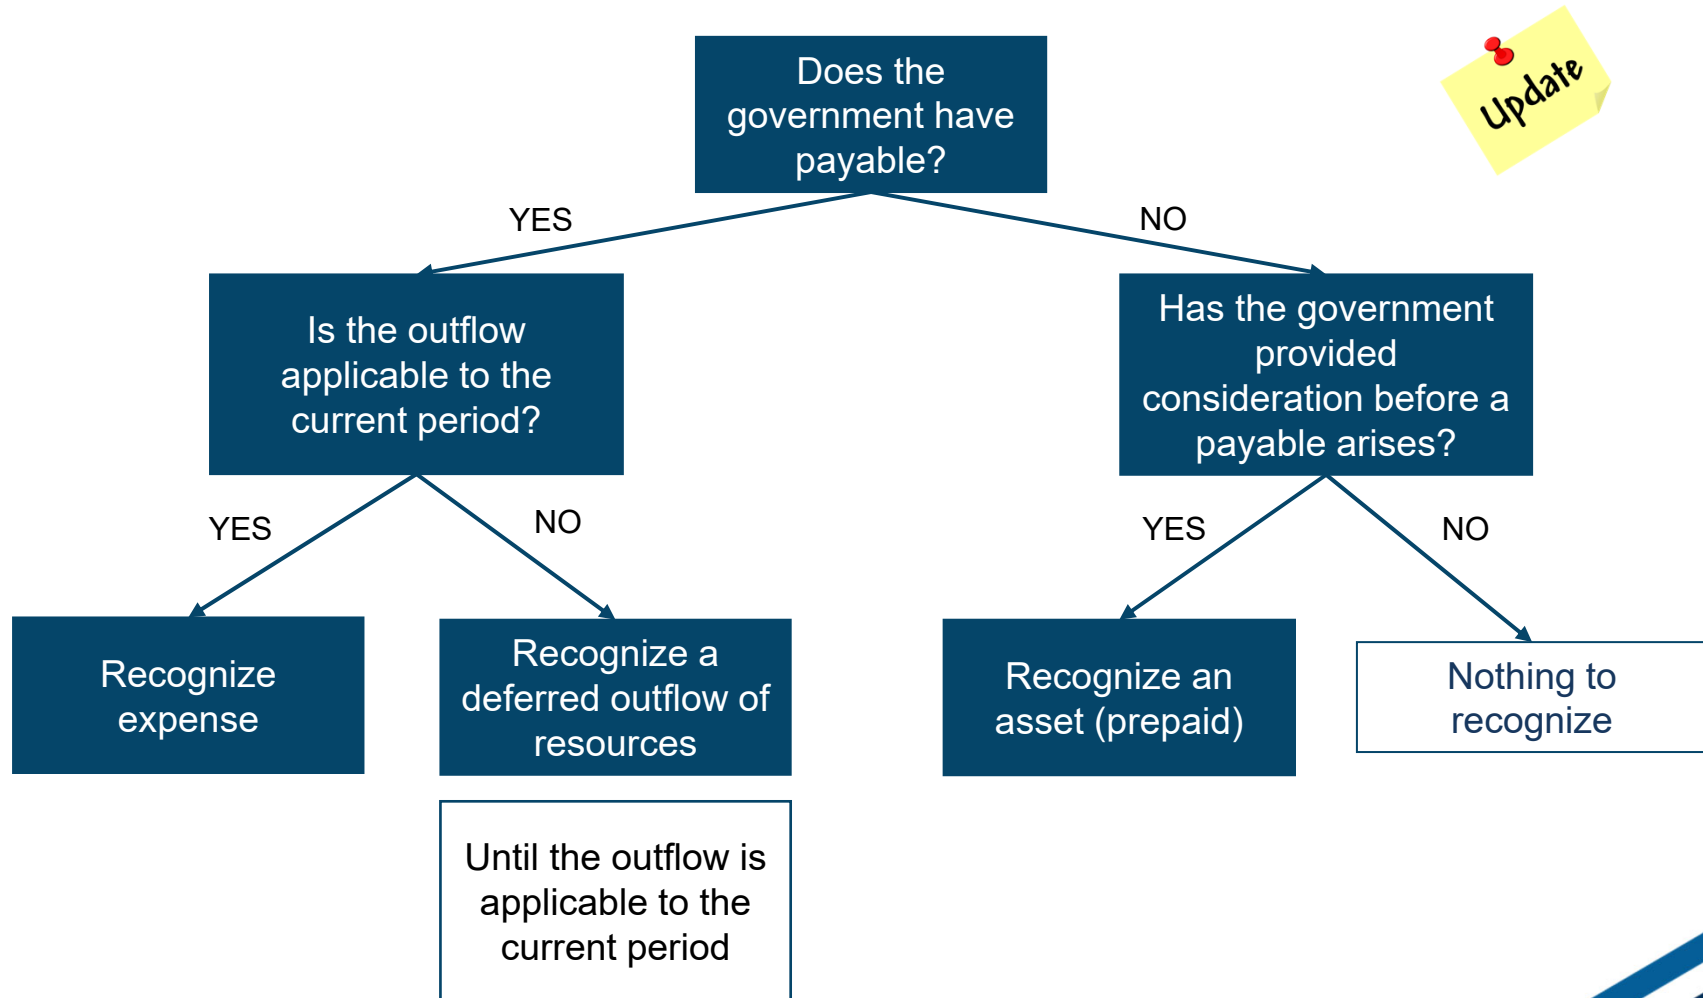 Does the
government have
payable?
Update
YES
NO
Is the outflow
applicable to the
current period?
Has the government
provided
consideration before a
payable arises?
YES
NO
YES
NO
Recognize
expense
Recognize a
deferred outflow of
resources
Recognize an
asset (prepaid)
Nothing to
recognize
Until the outflow is
applicable to the
current period